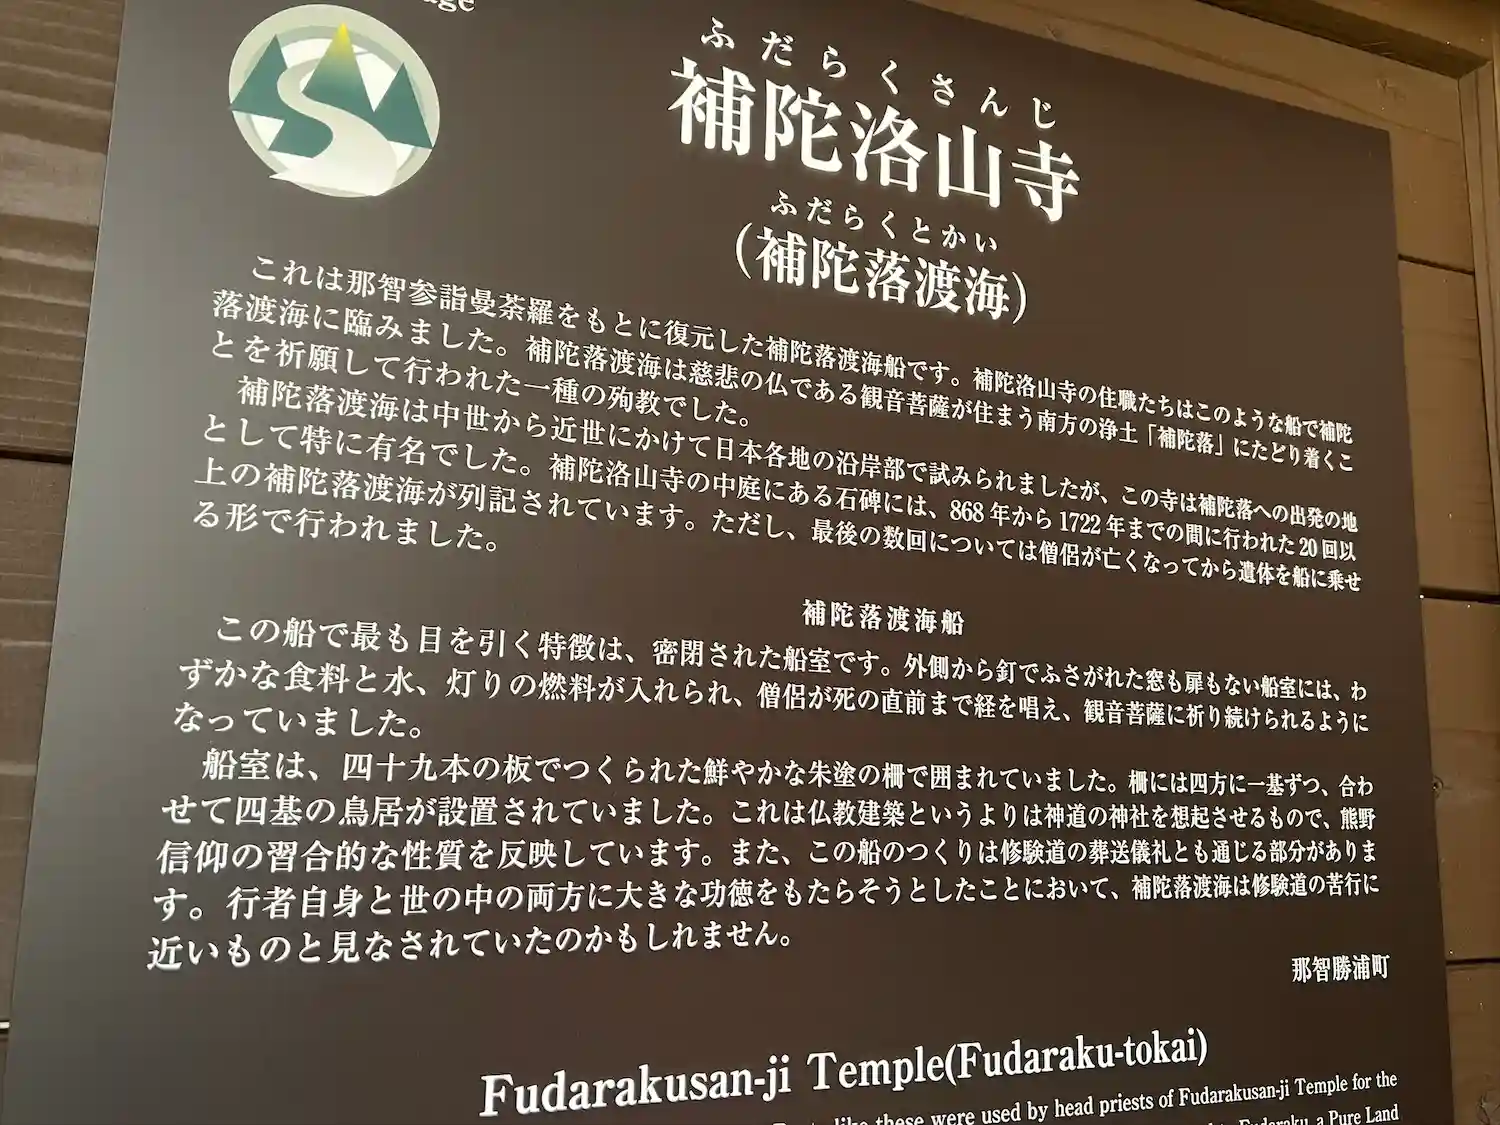 ふだらくさんじ
補陀洛山寺
ふだらくとかい
（補陀落渡海）
これは那智参詣曼荼羅をもとに復元した補陀落渡海船です。補陀洛山寺の住職たちはこのような船で補陀
落渡海に臨みました。補陀落渡海は慈悲の仏である観音菩薩が住まう南方の浄土「補陀落」にたどり着くこ
とを祈願して行われた一種の殉教でした。
補陀落渡海は中世から近世にかけて日本各地の沿岸部で試みられましたが、この寺は補陀落への出発の地
として特に有名でした。補陀洛山寺の中庭にある石碑には、868年から1722年までの間に行われた20回以
上の補陀落渡海が列記されています。ただし、最後の数回については僧侶が亡くなってから遺体を船に乗せ
る形で行われました。
補陀落渡海船
この船で最も目を引く特徴は、密閉された船室です。外側から釘でふさがれた窓も扉もない船室には、わ
ずかな食料と水、灯りの燃料が入れられ、僧侶が死の直前まで経を唱え、観音菩薩に祈り続けられるように
なっていました。
船室は、四十九本の板でつくられた鮮やかな朱塗の柵で囲まれていました。柵には四方に一基ずつ、合わ
せて四基の鳥居が設置されていました。これは仏教建築というよりは神道の神社を想起させるもので、熊野
信仰の習合的な性質を反映しています。また、この船のつくりは修験道の葬送儀礼とも通じる部分がありま
す。行者自身と世の中の両方に大きな功徳をもたらそうとしたことにおいて、補陀落渡海は修験道の苦行に
近いものと見なされていたのかもしれません。
那智勝浦町
Fudarakusan-ji Temple(Fudaraku-tokai)
like these were used by head priests of Fudarakusan-ji Temple for the
Fudaraku, a Pure Land